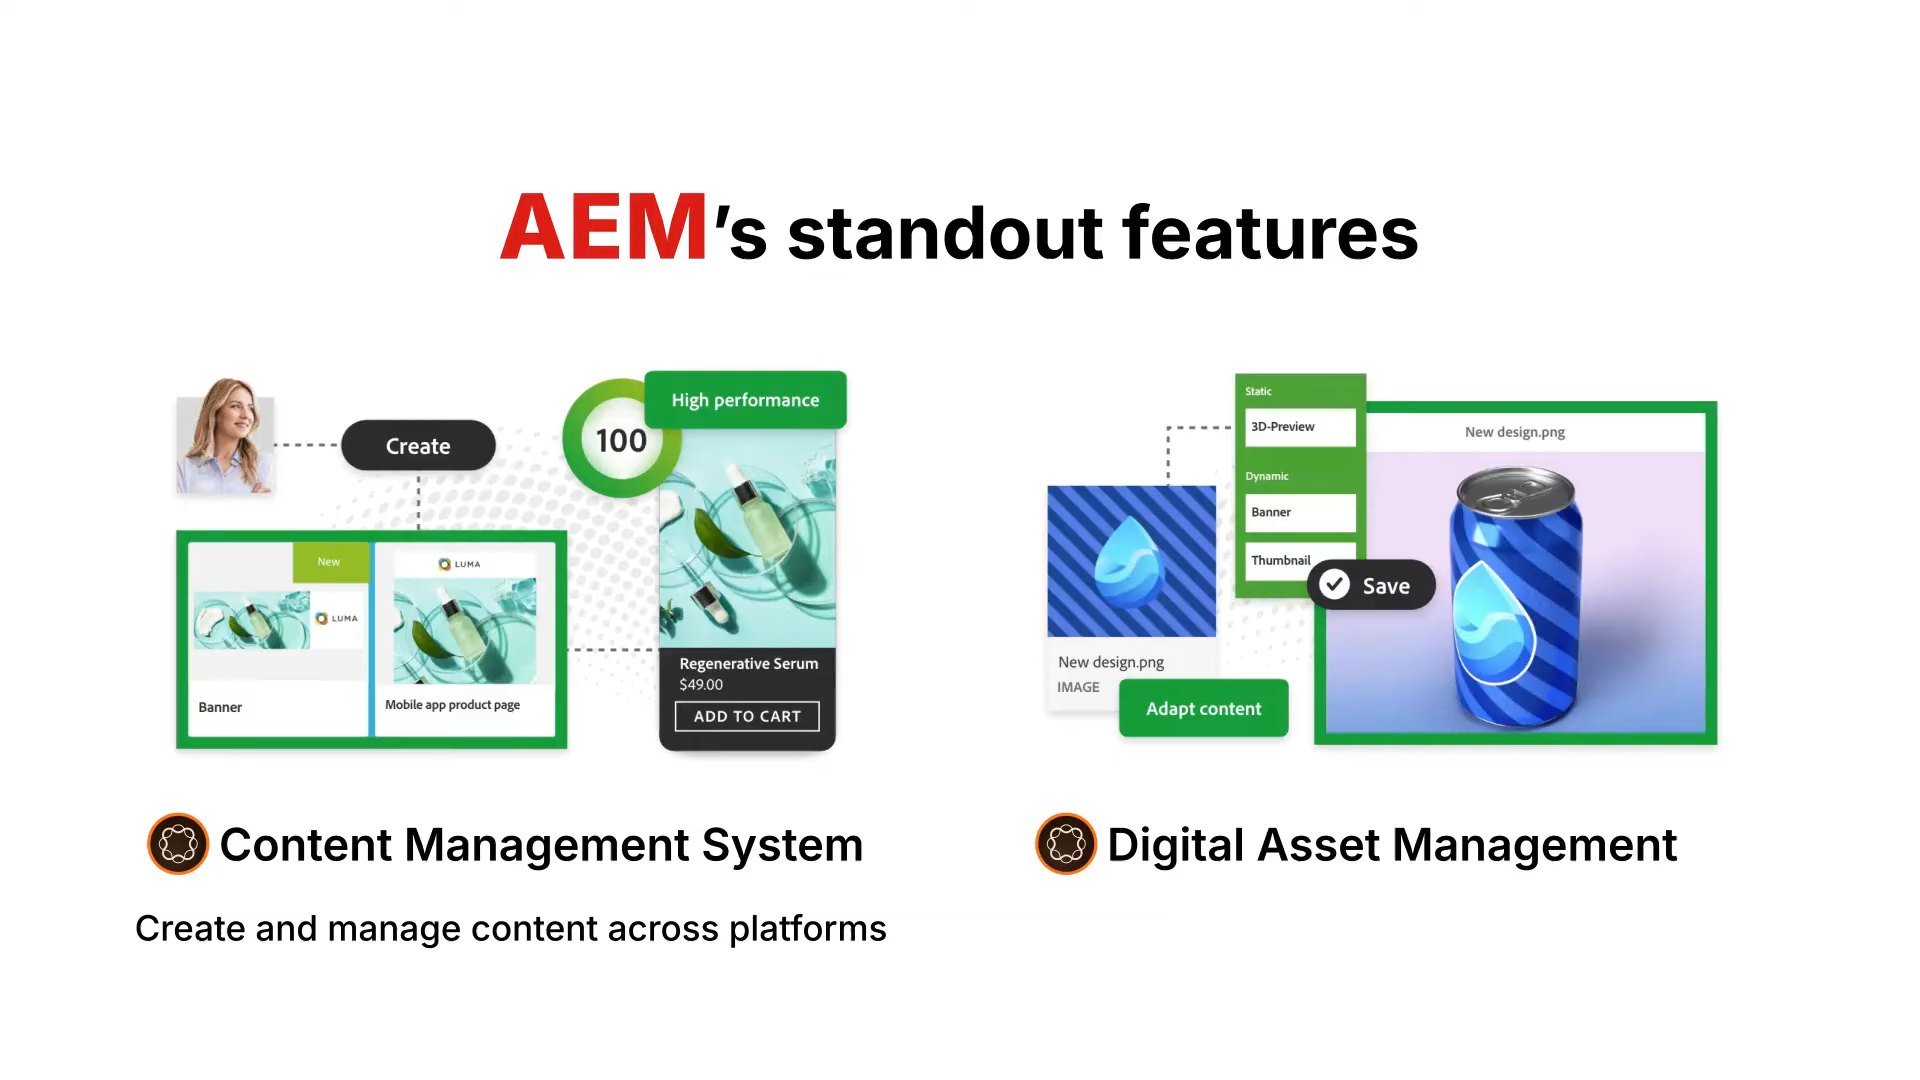 AEM’s standout features
Create
100
High performance
New
LUMA
LUMA
Banner
Mobile app product page
Regenerative Serum
$49.00
ADD TO CART
Static
3D-Preview
Dynamic
Banner
Thumbnail
Save
New design.png
New design.png
IMAGE
Adapt content
Content Management System
Create and manage content across platforms
Digital Asset Management